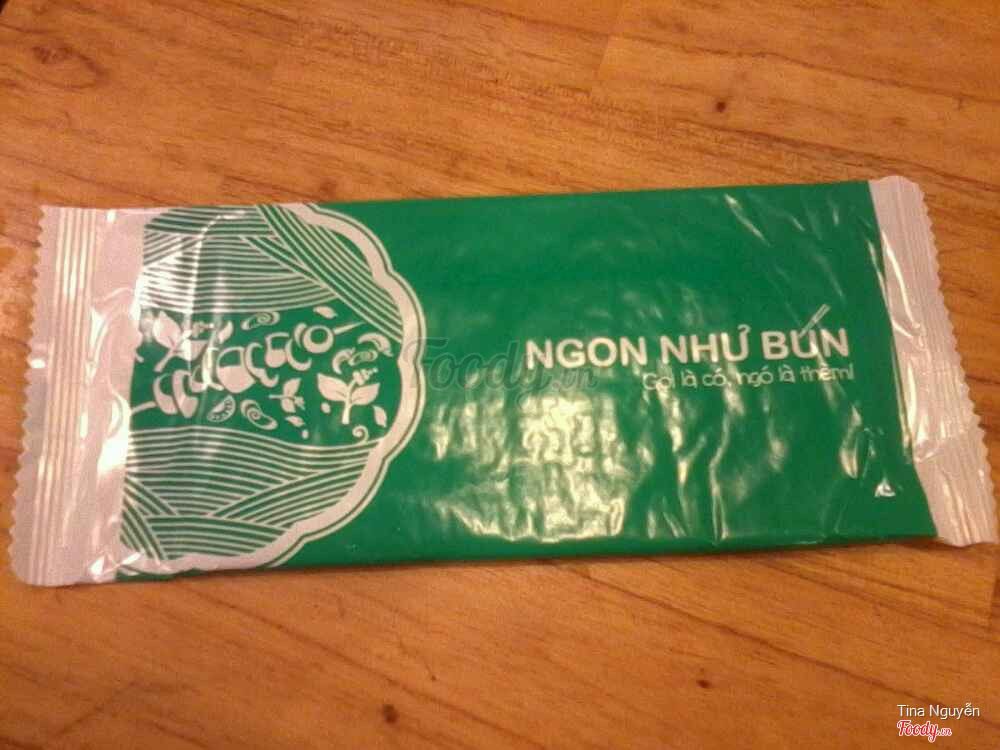 NGON NHƯ BÚN
Gọi là có, ngó là thèm!
Foody.vn
Tina Nguyễn
Foody.vn